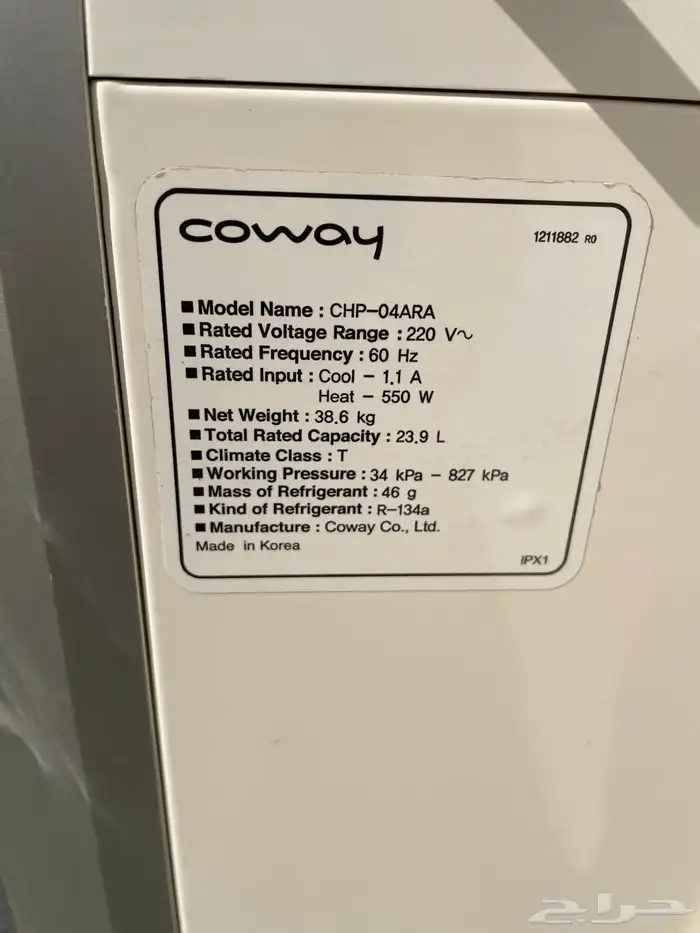 coway
1211882 R0
■ Model Name : CHP-04ARA
■ Rated Voltage Range : 220 V~
■ Rated Frequency : 60 Hz
■ Rated Input : Cool - 1.1 A
Heat - 550 W
■ Net Weight : 38.6 kg
■ Total Rated Capacity : 23.9 L
■ Climate Class : T
■ Working Pressure : 34 kPa - 827 kPa
■ Mass of Refrigerant : 46 g
■ Kind of Refrigerant : R-134a
■ Manufacture : Coway Co., Ltd.
Made in Korea
IPX1
حراج